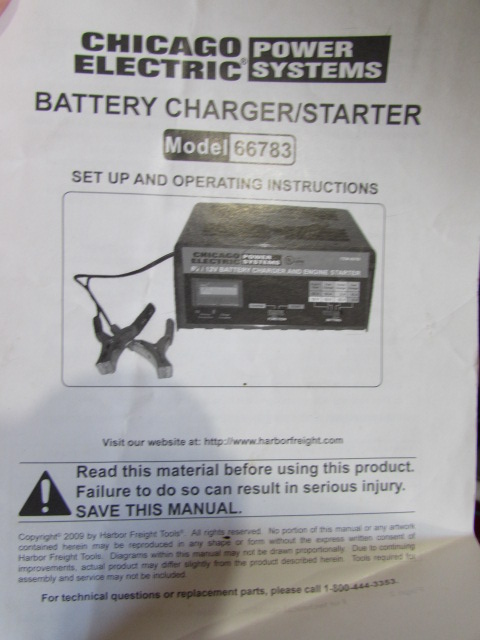 CHICAGO ELECTRIC® POWER SYSTEMS
BATTERY CHARGER/STARTER
Model 66783
SET UP AND OPERATING INSTRUCTIONS
CHICAGO ELECTRIC POWER SYSTEMS
6V / 12V BATTERY CHARGER AND ENGINE STARTER
Visit our website at: http://www.harborfreight.com
Read this material before using this product.
Failure to do so can result in serious injury.
SAVE THIS MANUAL.
Copyright© 2009 by Harbor Freight Tools®. All rights reserved. No portion of this manual or any artwork
contained herein may be reproduced in any shape or form without the express written consent of
Harbor Freight Tools. Diagrams within this manual may not be drawn proportionally. Due to continuing
improvements, actual product may differ slightly from the product described herein. Tools required for
assembly and service may not be included.
For technical questions or replacement parts, please call 1-800-444-3353.